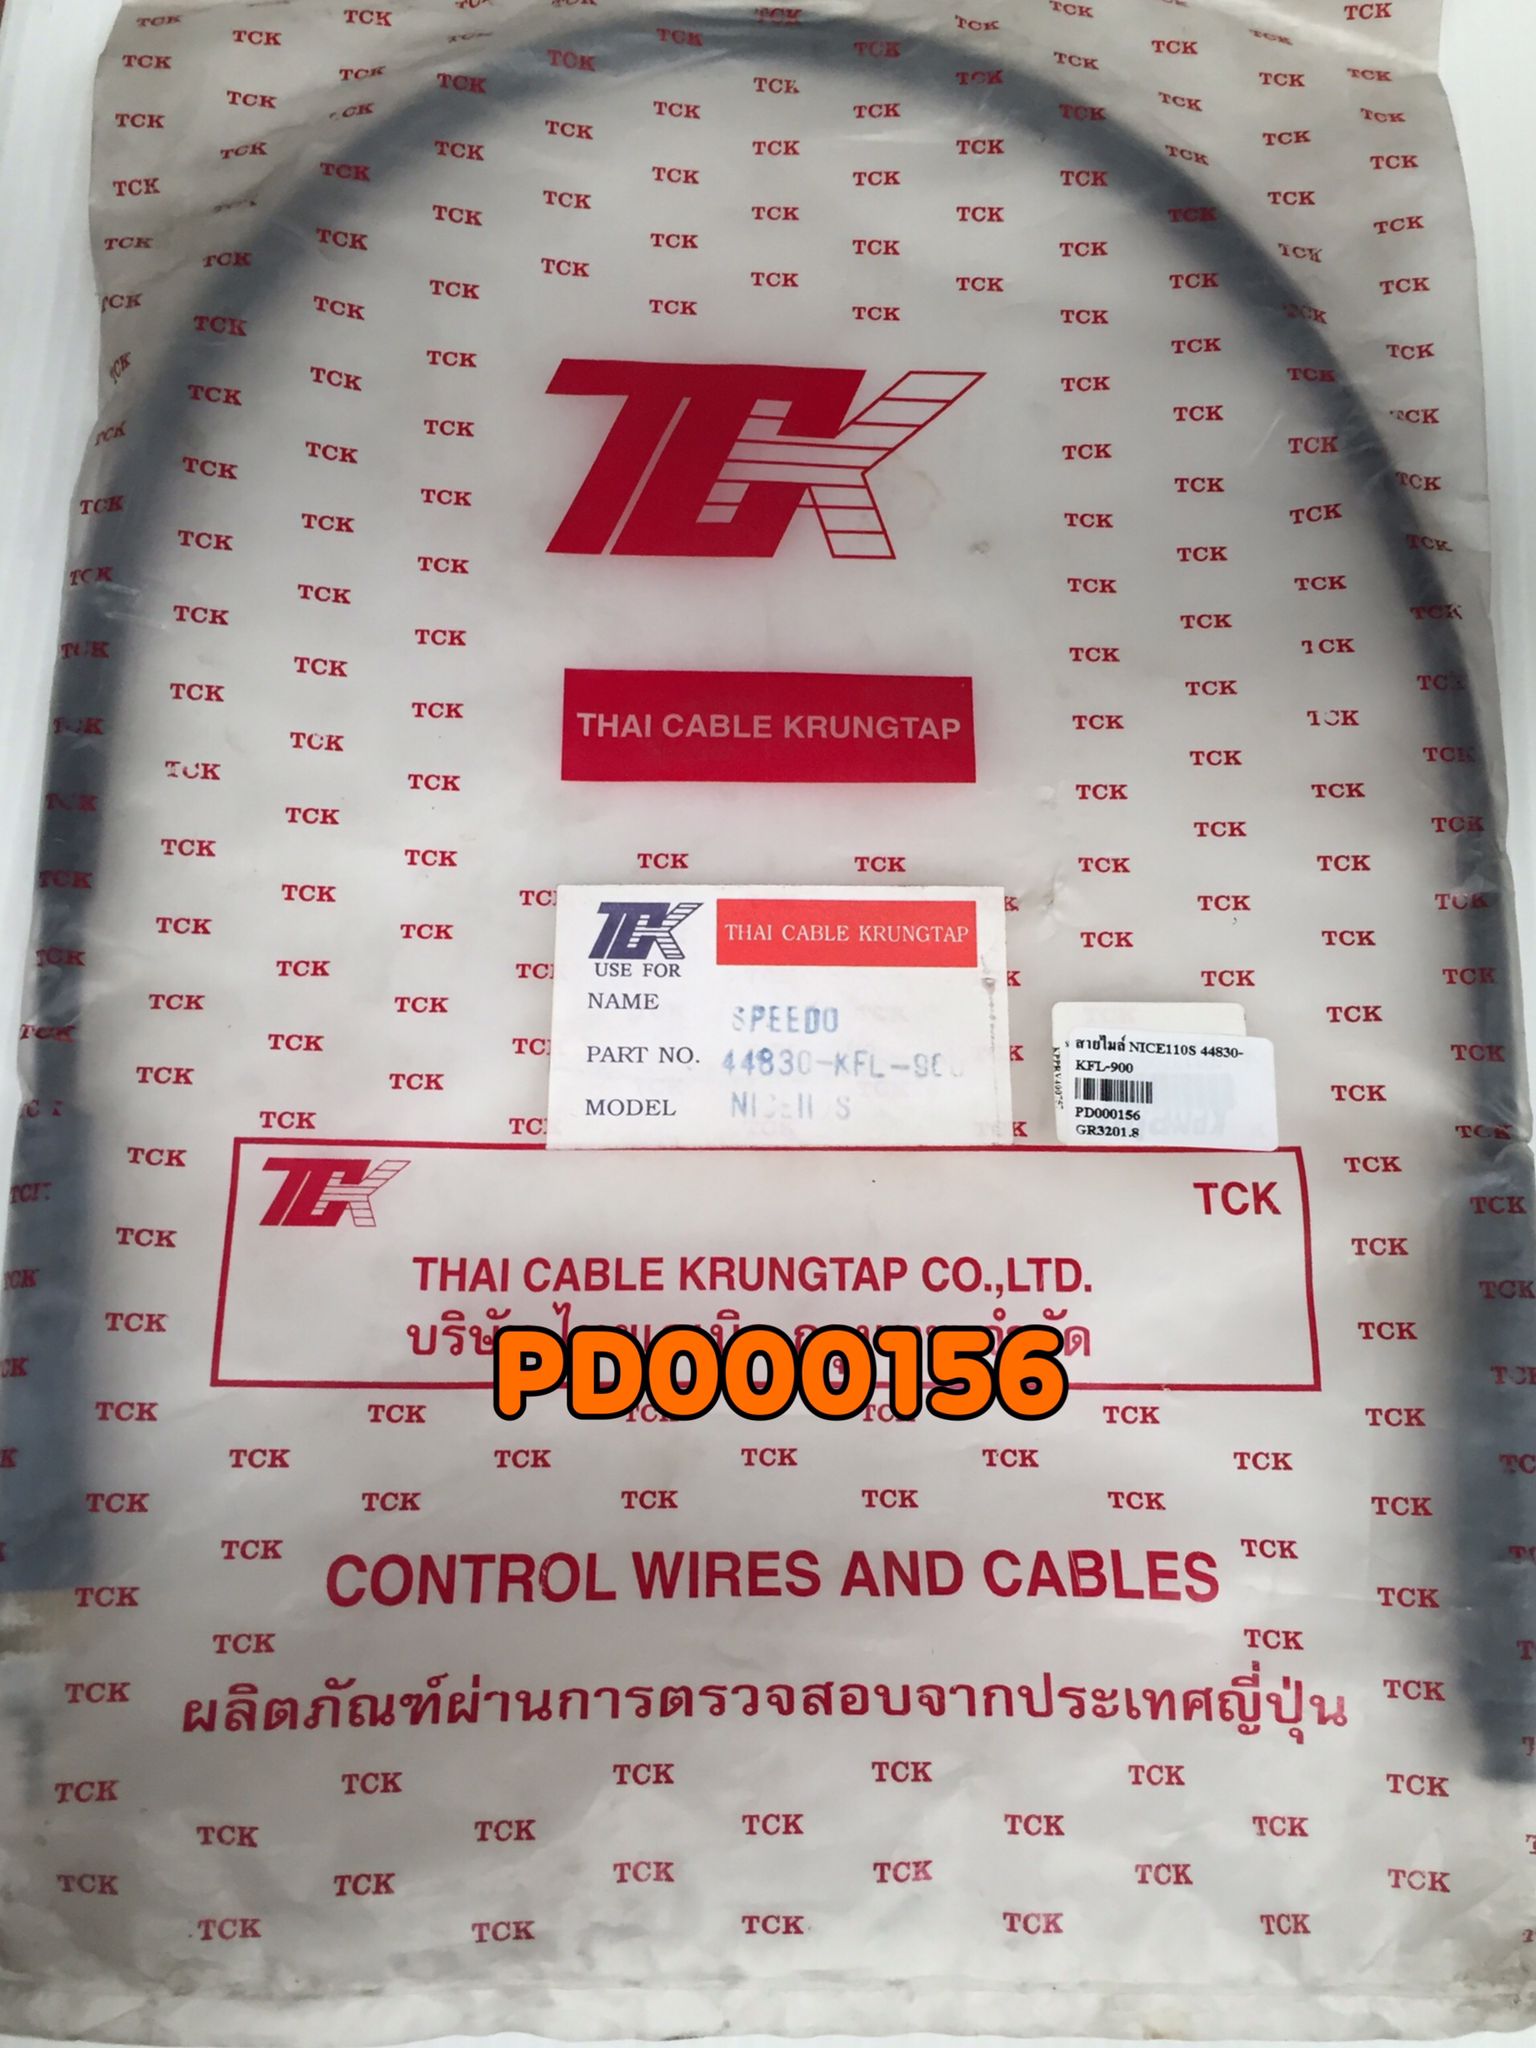 TCK
THAI CABLE KRUNGTAP
TCK
THAI CABLE KRUNGTAP
USE FOR
NAME SPEEDO
PART NO. 44830-KFL-900
MODEL
สายไมล์ NICE110S 44830-
KFL-900
PD000156
GR3201.8
TCK
TCK
THAI CABLE KRUNGTAP CO.,LTD.
PD000156
CONTROL WIRES AND CABLES
ผลิตภัณฑ์ผ่านการตรวจสอบจากประเทศญี่ปุ่น